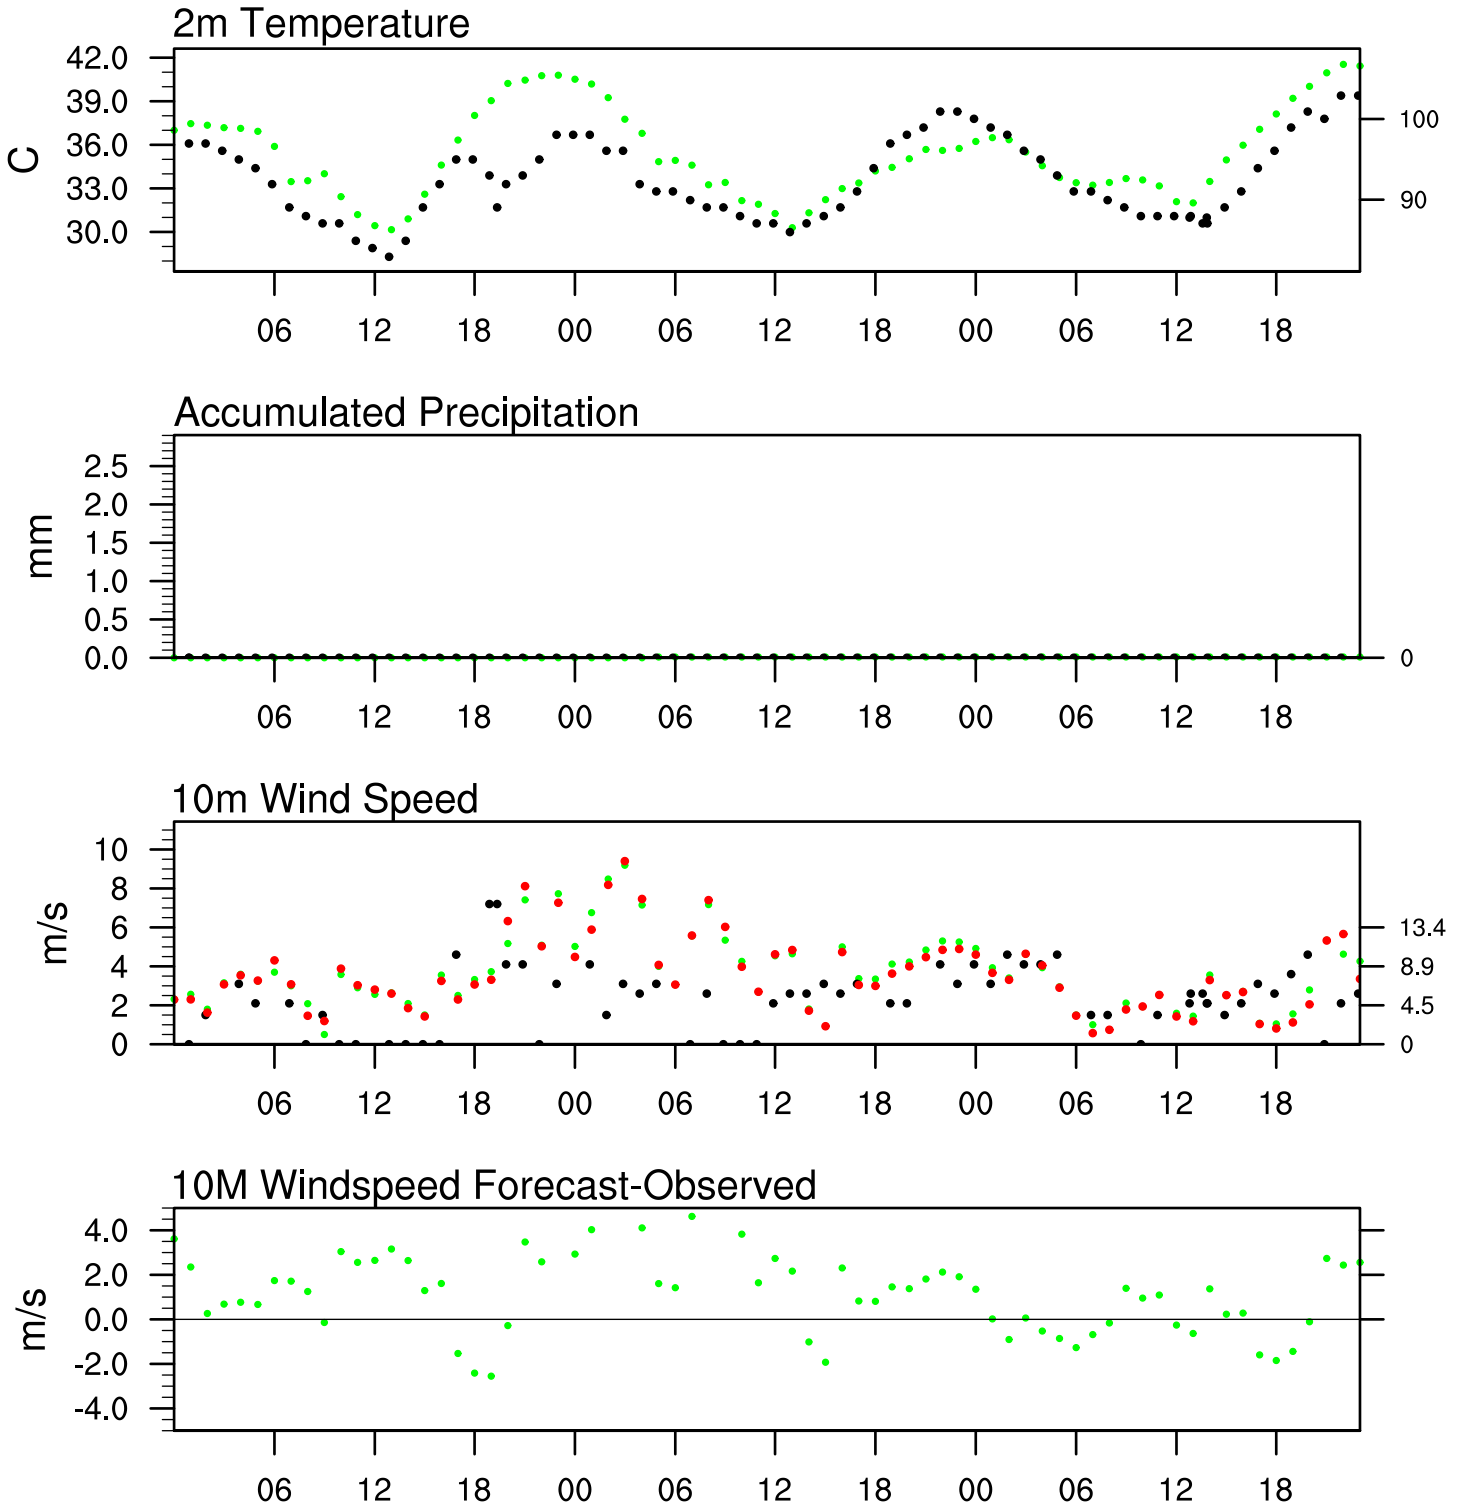 2m Temperature
42.0
39.0
36.0
33.0
30.0
C
100
90
06 12 18 00 06 12 18 00 06 12 18
Accumulated Precipitation
2.5
2.0
1.5
1.0
0.5
0.0
mm
0
06 12 18 00 06 12 18 00 06 12 18
10m Wind Speed
10
8
6
4
2
0
m/s
13.4
8.9
4.5
0
06 12 18 00 06 12 18 00 06 12 18
10M Windspeed Forecast-Observed
4.0
2.0
0.0
-2.0
-4.0
m/s
06 12 18 00 06 12 18 00 06 12 18